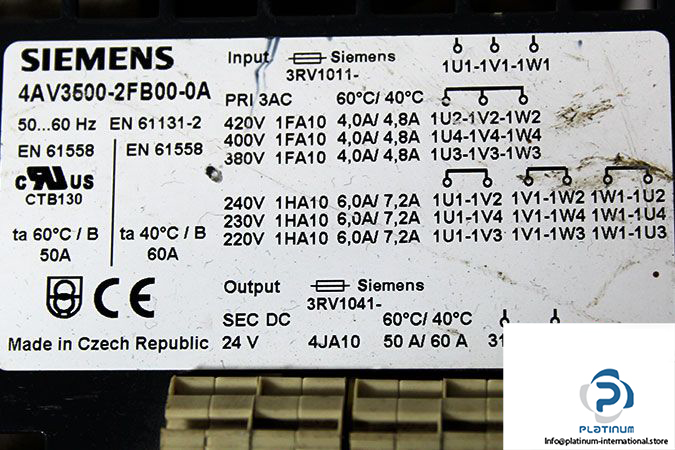 SIEMENS
4AV3500-2FB00-0A
50...60 Hz EN 61131-2
EN 61558 EN 61558
c RU US
CTB130
ta 60°C / B ta 40°C / B
50A 60A
CE
Made in Czech Republic
Input Siemens
3RV1011-
1U1-1V1-1W1
PRI 3AC 60°C/ 40°C
420V 1FA10 4,0A/ 4,8A 1U2-1V2-1W2
400V 1FA10 4,0A/ 4,8A 1U4-1V4-1W4
380V 1FA10 4,0A/ 4,8A 1U3-1V3-1W3
240V 1HA10 6,0A/ 7,2A 1U1-1V2 1V1-1W2 1W1-1U2
230V 1HA10 6,0A/ 7,2A 1U1-1V4 1V1-1W4 1W1-1U4
220V 1HA10 6,0A/ 7,2A 1U1-1V3 1V1-1W3 1W1-1U3
Output Siemens
3RV1041-
SEC DC 60°C/ 40°C
24 V 4JA10 50 A/ 60 A 31
PLATINUM
Info@platinum-international.store